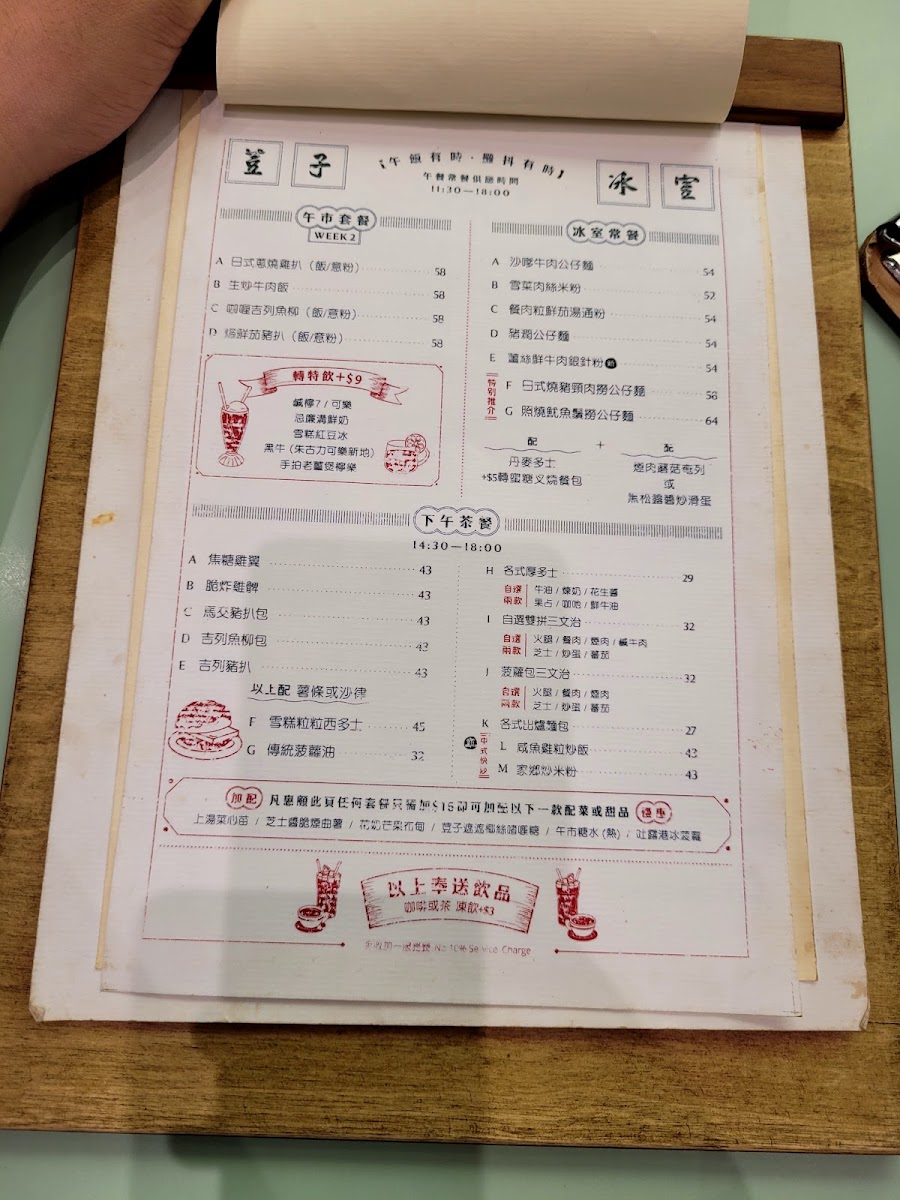 荳子
冰室
午飯有時·癲抖有時
午餐常餐供應時間
11:30—18:00
午市套餐
WEEK 2
A 日式蔥燒雞扒（飯/意粉） 58
B 生炒牛肉飯 58
C 咖喱吉列魚柳（飯/意粉） 58
D 焗鮮茄豬扒（飯/意粉） 58
轉特飲+$9
鹹檸7 / 可樂
忌廉溝鮮奶
雪糕紅豆冰
黑牛（朱古力可樂新地）
手拍老薑煲檸樂
冰室常餐
A 沙嗲牛肉公仔麵 54
B 雪菜肉絲米粉 52
C 餐肉粒鮮茄湯通粉 54
D 豬潤公仔麵 54
E 薑絲鮮牛肉銀針粉 54
特別推介
F 日式燒豬頸肉撈公仔麵 58
G 照燒魷魚鬚撈公仔麵 64
配
丹麥多士
+$5轉蜜糖叉燒餐包
+
配
煙肉蘑菇奄列
或
黑松露醬炒滑蛋
下午茶餐
14:30—18:00
A 焦糖雞翼 43
B 脆炸雞髀 43
C 馬交豬扒包 43
D 吉列魚柳包 43
E 吉列豬扒 43
以上配 薯條或沙律
F 雪糕粒粒西多士 45
G 傳統菠蘿油 32
H 各式厚多士 29
自選兩款 牛油 / 煉奶 / 花生醬
果占 / 咖吔 / 鮮牛油
I 自選雙拼三文治 32
自選兩款 火腿 / 餐肉 / 煙肉 / 鹹牛肉
芝士 / 炒蛋 / 蕃茄
J 菠蘿包三文治 32
自選兩款 火腿 / 餐肉 / 煙肉
芝士 / 炒蛋 / 蕃茄
K 各式出爐麵包 27
中式快炒
L 咸魚雞粒炒飯 43
M 家鄉炒米粉 43
加配 凡惠顧此頁任何套餐只需加$15即可加配以下一款配菜或甜品 優惠
上湯菜心苗 / 芝士醬脆煙曲薯 / 花奶芒果布甸 / 荳子遮遮椰絲啫喱糖 / 午市糖水 (熱) / 吐露港冰菠蘿
以上奉送飲品
咖啡或茶 凍飲+$3
No 10% Service Charge